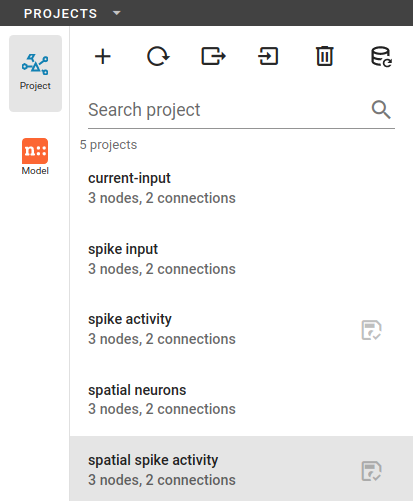 PROJECTS
Project
n::
Model
Search project
5 projects
current-input
3 nodes, 2 connections
spike input
3 nodes, 2 connections
spike activity
3 nodes, 2 connections
spatial neurons
3 nodes, 2 connections
spatial spike activity
3 nodes, 2 connections